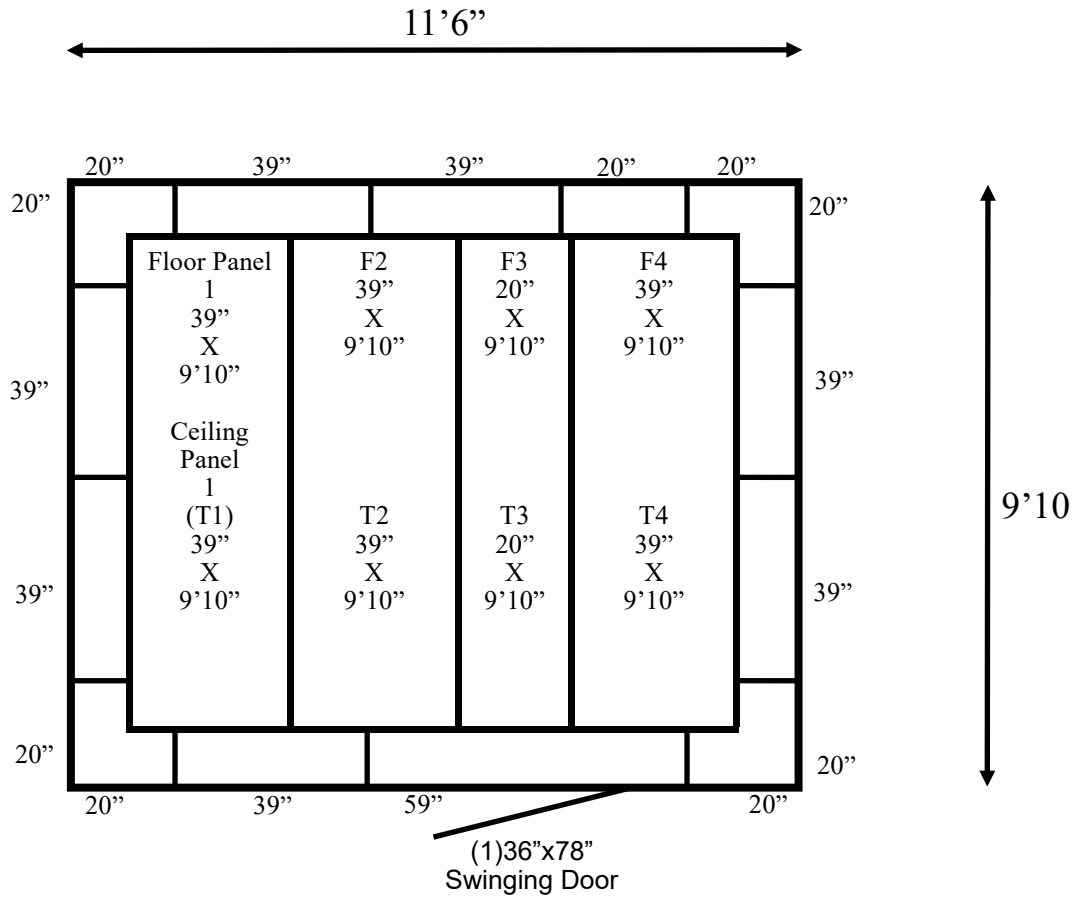 11’6”
20”
39”
39”
20”
20”
20”
20”
Floor Panel
1
39”
X
9’10”
F2
39”
X
9’10”
F3
20”
X
9’10”
F4
39”
X
9’10”
39”
39”
Ceiling
Panel
1
(T1)
39”
X
9’10”
T2
39”
X
9’10”
T3
20”
X
9’10”
T4
39”
X
9’10”
9’10
39”
39”
20”
20”
20”
39”
59”
20”
(1)36”x78”
Swinging Door